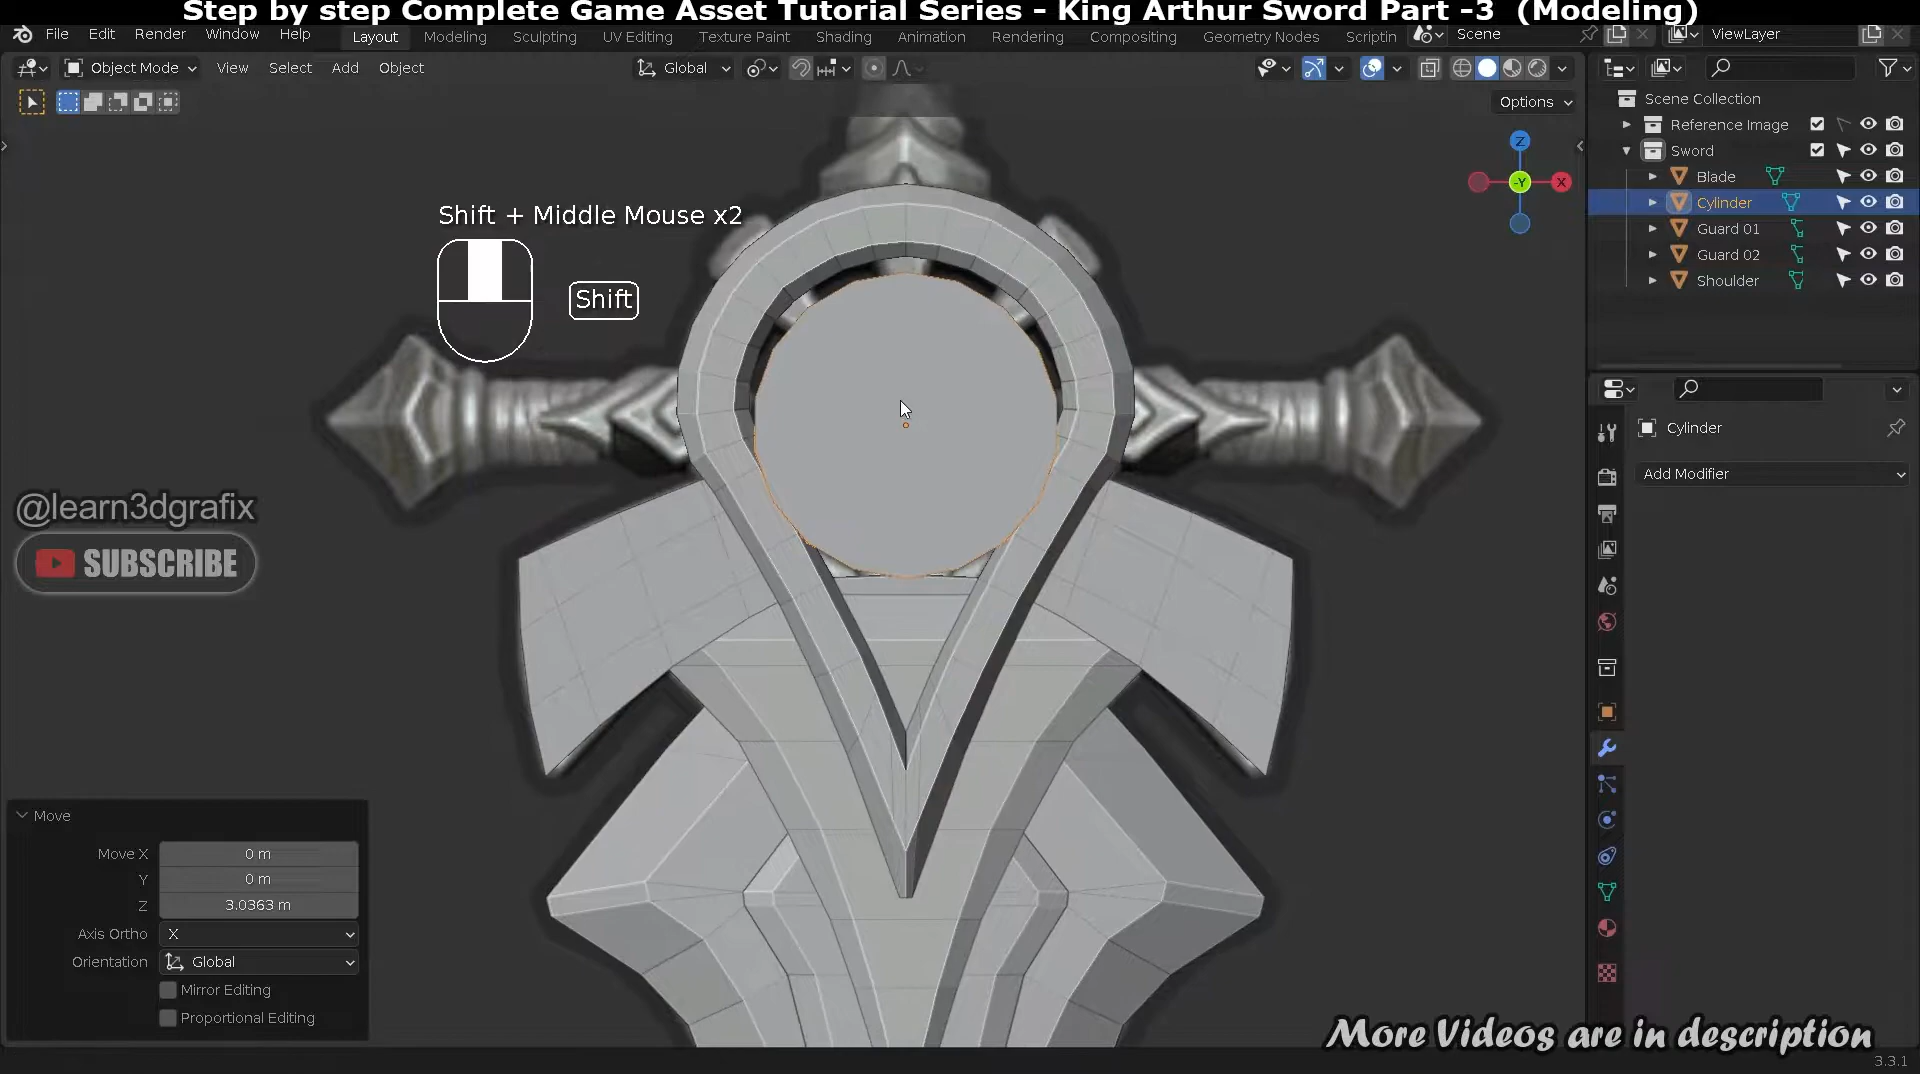 Step by step Complete Game Asset Tutorial Series - King Arthur Sword Part -3 (Modeling)
File Edit Render Window Help Layout Modeling Sculpting UV Editing Texture Paint Shading Animation Rendering Compositing Geometry Nodes Scriptin Scene ViewLayer
Object Mode View Select Add Object Global
Options
Scene Collection
Reference Image
Sword
Blade
Cylinder
Guard 01
Guard 02
Shoulder
Z
-Y
X
Shift + Middle Mouse x2
Shift
Cylinder
Add Modifier
@learn3dgrafix
SUBSCRIBE
Move
Move X 0 m
Y 0 m
Z 3.0363 m
Axis Ortho X
Orientation Global
Mirror Editing
Proportional Editing
More Videos are in description
3.3.1